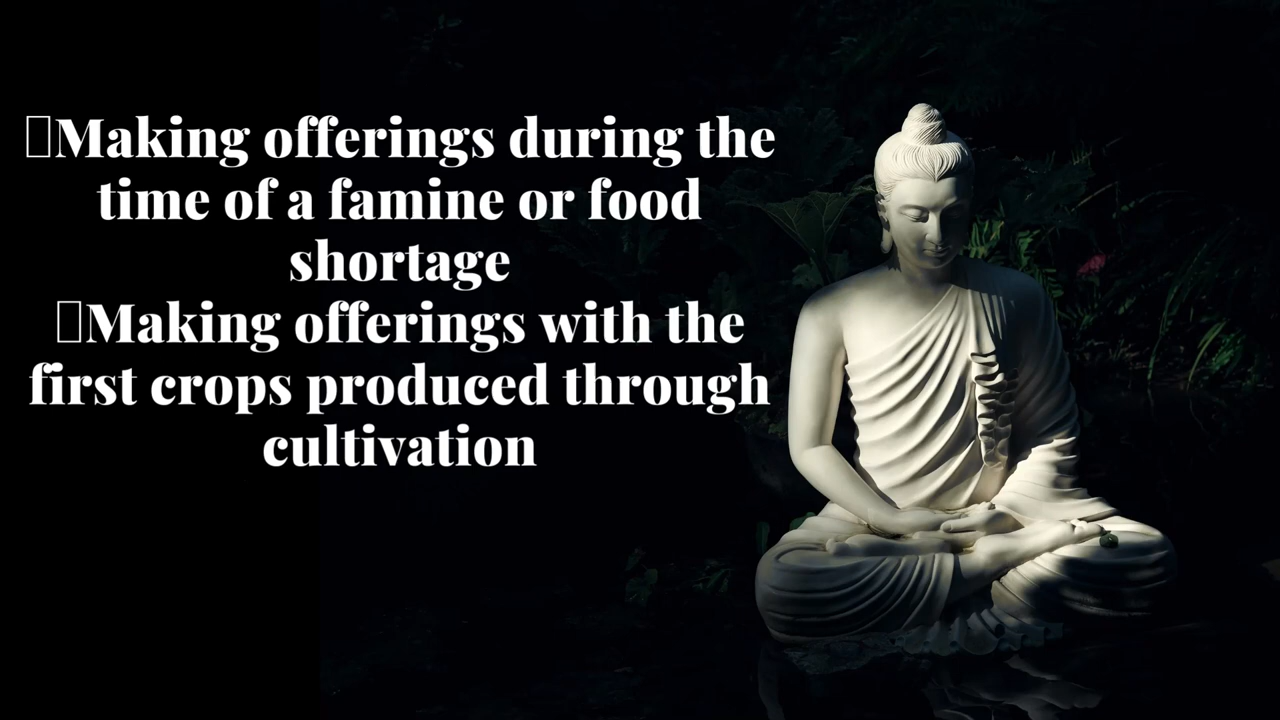 Making offerings during the
time of a famine or food
shortage
Making offerings with the
first crops produced through
cultivation